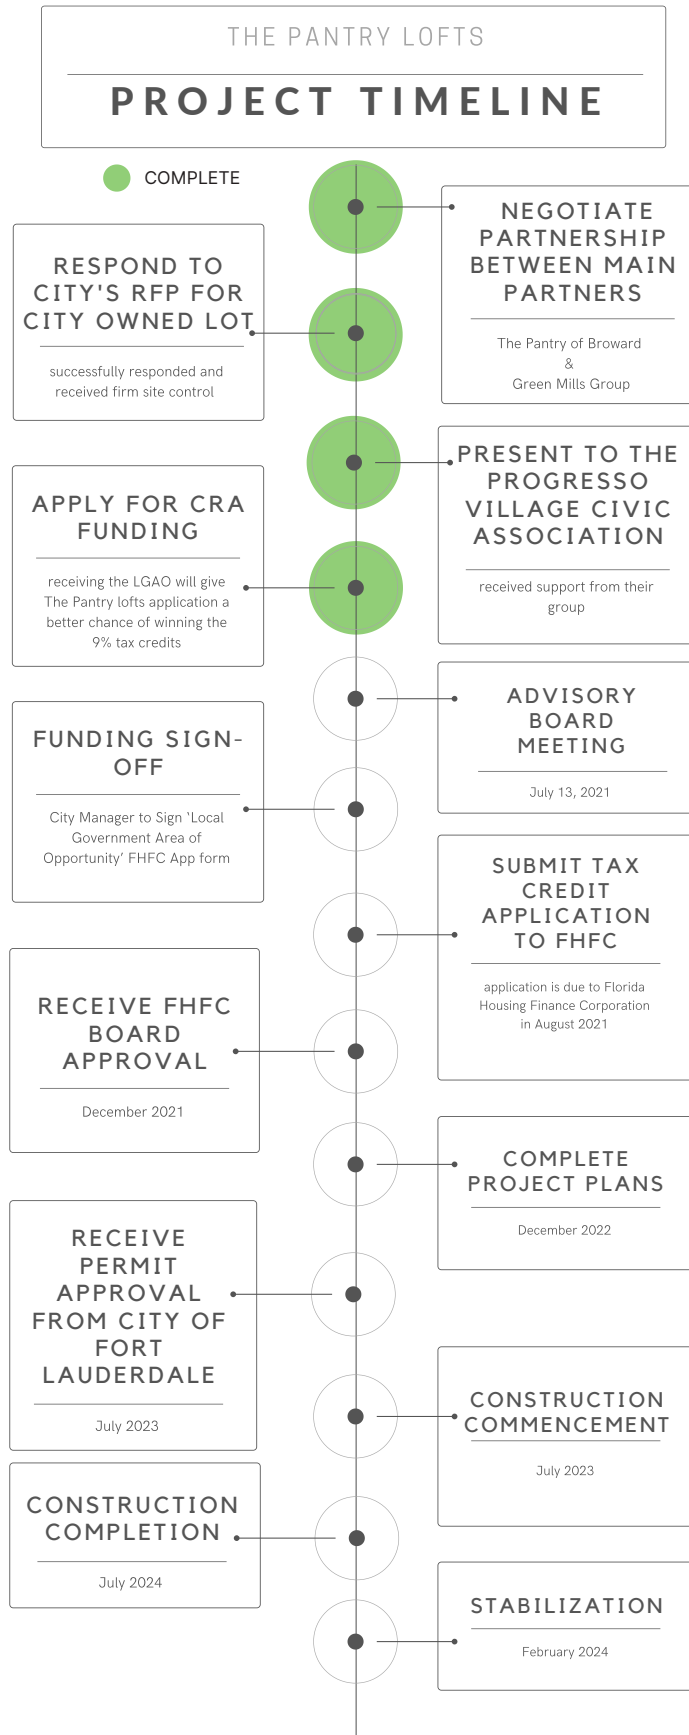 THE PANTRY LOFTS
PROJECT TIMELINE
COMPLETE
NEGOTIATE
PARTNERSHIP
BETWEEN MAIN
PARTNERS
The Pantry of Broward
&
Green Mills Group
RESPOND TO
CITY'S RFP FOR
CITY OWNED LOT
successfully responded and
received firm site control
PRESENT TO THE
PROGRESSO
VILLAGE CIVIC
ASSOCIATION
received support from their
group
APPLY FOR CRA
FUNDING
receiving the LGAO will give
The Pantry lofts application a
better chance of winning the
9% tax credits
ADVISORY
BOARD
MEETING
July 13, 2021
FUNDING SIGN-
OFF
City Manager to Sign ‘Local
Government Area of
Opportunity’ FHFC App form
SUBMIT TAX
CREDIT
APPLICATION
TO FHFC
application is due to Florida
Housing Finance Corporation
in August 2021
RECEIVE FHFC
BOARD
APPROVAL
December 2021
COMPLETE
PROJECT PLANS
December 2022
RECEIVE
PERMIT
APPROVAL
FROM CITY OF
FORT
LAUDERDALE
July 2023
CONSTRUCTION
COMMENCEMENT
July 2023
CONSTRUCTION
COMPLETION
July 2024
STABILIZATION
February 2024